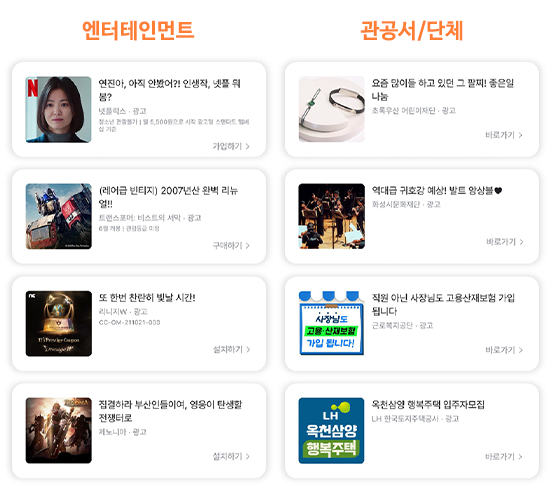 엔터테인먼트
관공서/단체
연진아, 아직 안봤어?! 인생작, 넷플 뭐
봄?
넷플릭스 · 광고
청소년 관람불가 | 월 5,500원으로 시작 광고형 스탠다드 멤버
십 기준
가입하기 >
N
(레어급 빈티지) 2007년산 완벽 리뉴
얼!!
트랜스포머: 비스트의 서막 · 광고
6월 개봉 | 관람등급 미정
구매하기 >
또 한번 찬란히 빛날 시간!
리니지W · 광고
CC-OM-211021-003
설치하기 >
nc
집결하라 부산인들이여, 영웅이 탄생할
전쟁터로
제노니아 · 광고
설치하기 >
요즘 많이들 하고 있던 그 팔찌! 좋은일
나눔
초록우산 어린이재단 · 광고
바로가기 >
역대급 귀호강 예상! 발트 앙상블🖤
화성시문화재단 · 광고
바로가기 >
사장님도
고용·산재보험
가입 됩니다!
직원 아닌 사장님도 고용산재보험 가입
됩니다
근로복지공단 · 광고
바로가기 >
LH
옥천삼양
행복주택
옥천삼양 행복주택 입주자모집
LH 한국토지주택공사 · 광고
바로가기 >